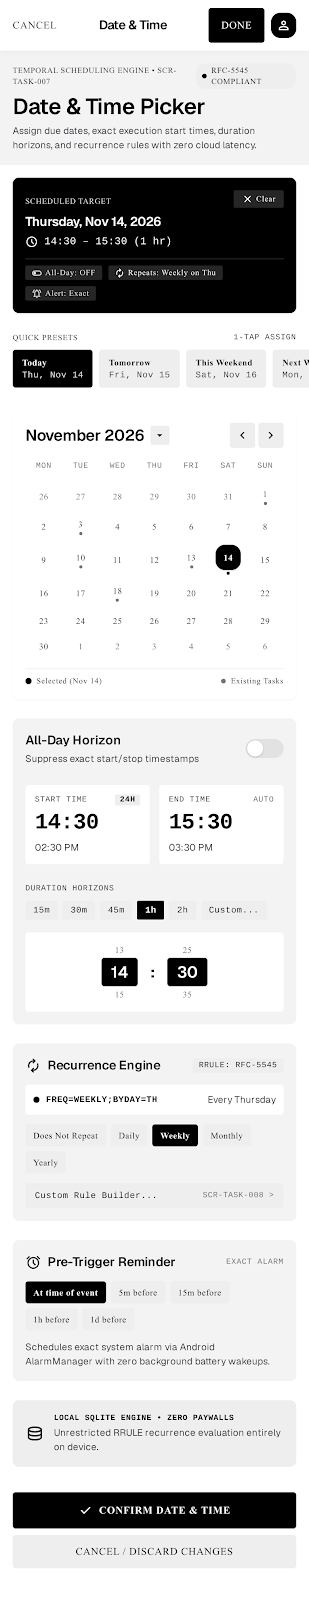 CANCEL
Date & Time
DONE
TEMPORAL SCHEDULING ENGINE • SCR-
TASK-007
RFC-5545
COMPLIANT
Date & Time Picker
Assign due dates, exact execution start times, duration
horizons, and recurrence rules with zero cloud latency.
SCHEDULED TARGET
Clear
Thursday, Nov 14, 2026
14:30 – 15:30 (1 hr)
All-Day: OFF
Repeats: Weekly on Thu
Alert: Exact
QUICK PRESETS
1-TAP ASSIGN
Today
Thu, Nov 14
Tomorrow
Fri, Nov 15
This Weekend
Sat, Nov 16
Next W
Mon,
November 2026
MON TUE WED THU FRI SAT SUN
26 27 28 29 30 31 1
2 3 4 5 6 7 8
9 10 11 12 13 14 15
16 17 18 19 20 21 22
23 24 25 26 27 28 29
30 1 2 3 4 5 6
Selected (Nov 14)
Existing Tasks
All-Day Horizon
Suppress exact start/stop timestamps
START TIME
24H
14:30
02:30 PM
END TIME
AUTO
15:30
03:30 PM
DURATION HORIZONS
15m 30m 45m 1h 2h Custom...
13 25
14 : 30
15 35
Recurrence Engine
RRULE: RFC-5545
FREQ=WEEKLY;BYDAY=TH
Every Thursday
Does Not Repeat
Daily
Weekly
Monthly
Yearly
Custom Rule Builder...
SCR-TASK-008 >
Pre-Trigger Reminder
EXACT ALARM
At time of event
5m before
15m before
1h before
1d before
Schedules exact system alarm via Android
AlarmManager with zero background battery wakeups.
LOCAL SQLITE ENGINE • ZERO PAYWALLS
Unrestricted RRULE recurrence evaluation entirely
on device.
CONFIRM DATE & TIME
CANCEL / DISCARD CHANGES